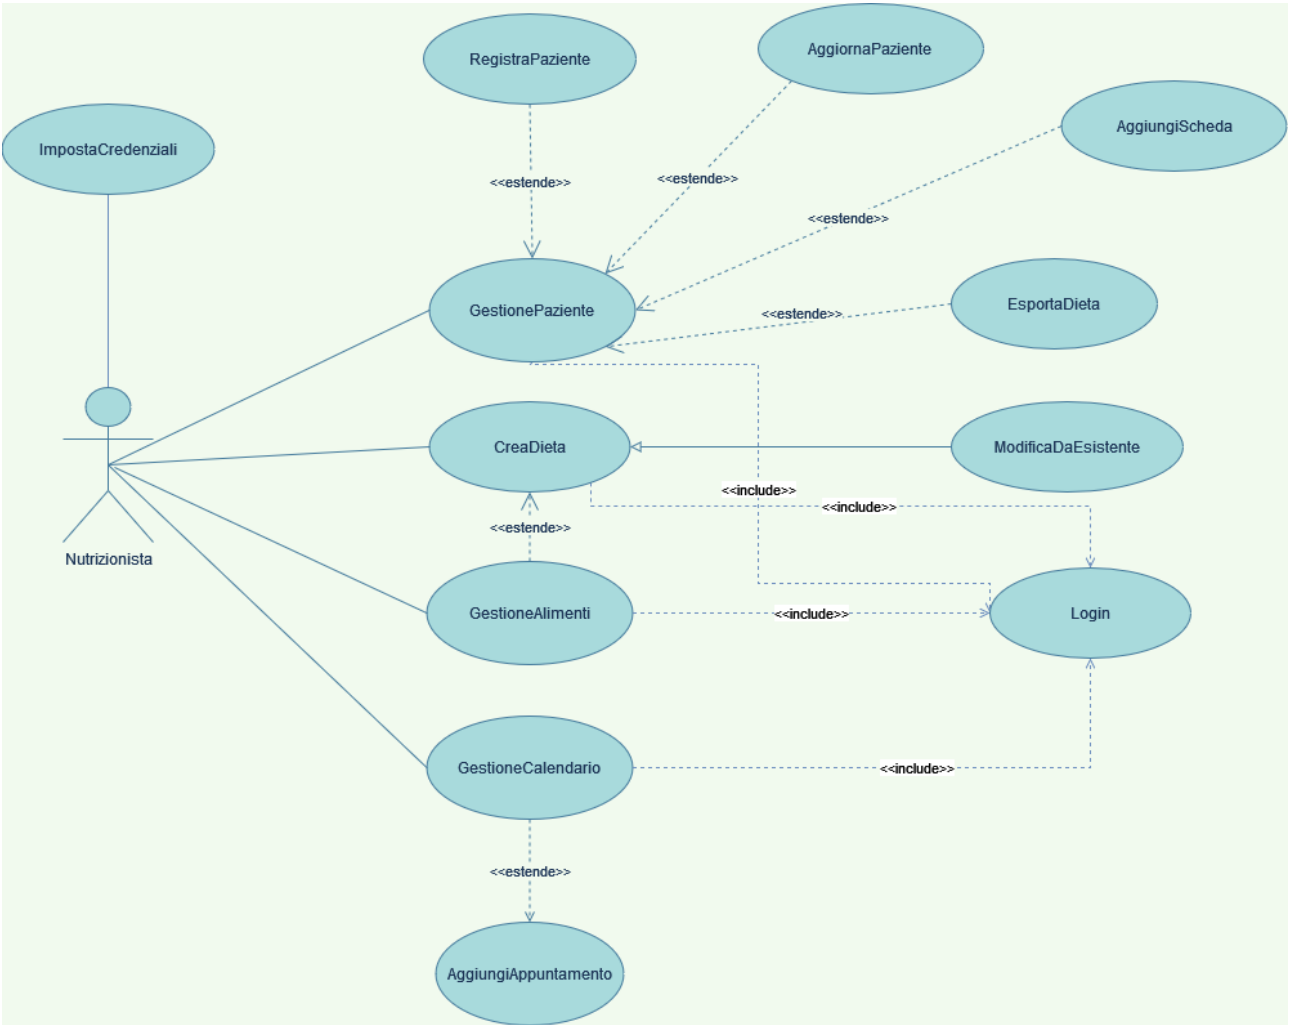 RegistraPaziente
AggiornaPaziente
AggiungiScheda
ImpostaCredenziali
<<estende>>
<<estende>>
<<estende>>
GestionePaziente
EsportaDieta
<<estende>>
CreaDieta
ModificaDaEsistente
<<include>>
<<include>>
<<estende>>
Nutrizionista
GestioneAlimenti
<<include>>
Login
GestioneCalendario
<<include>>
<<estende>>
AggiungiAppuntamento